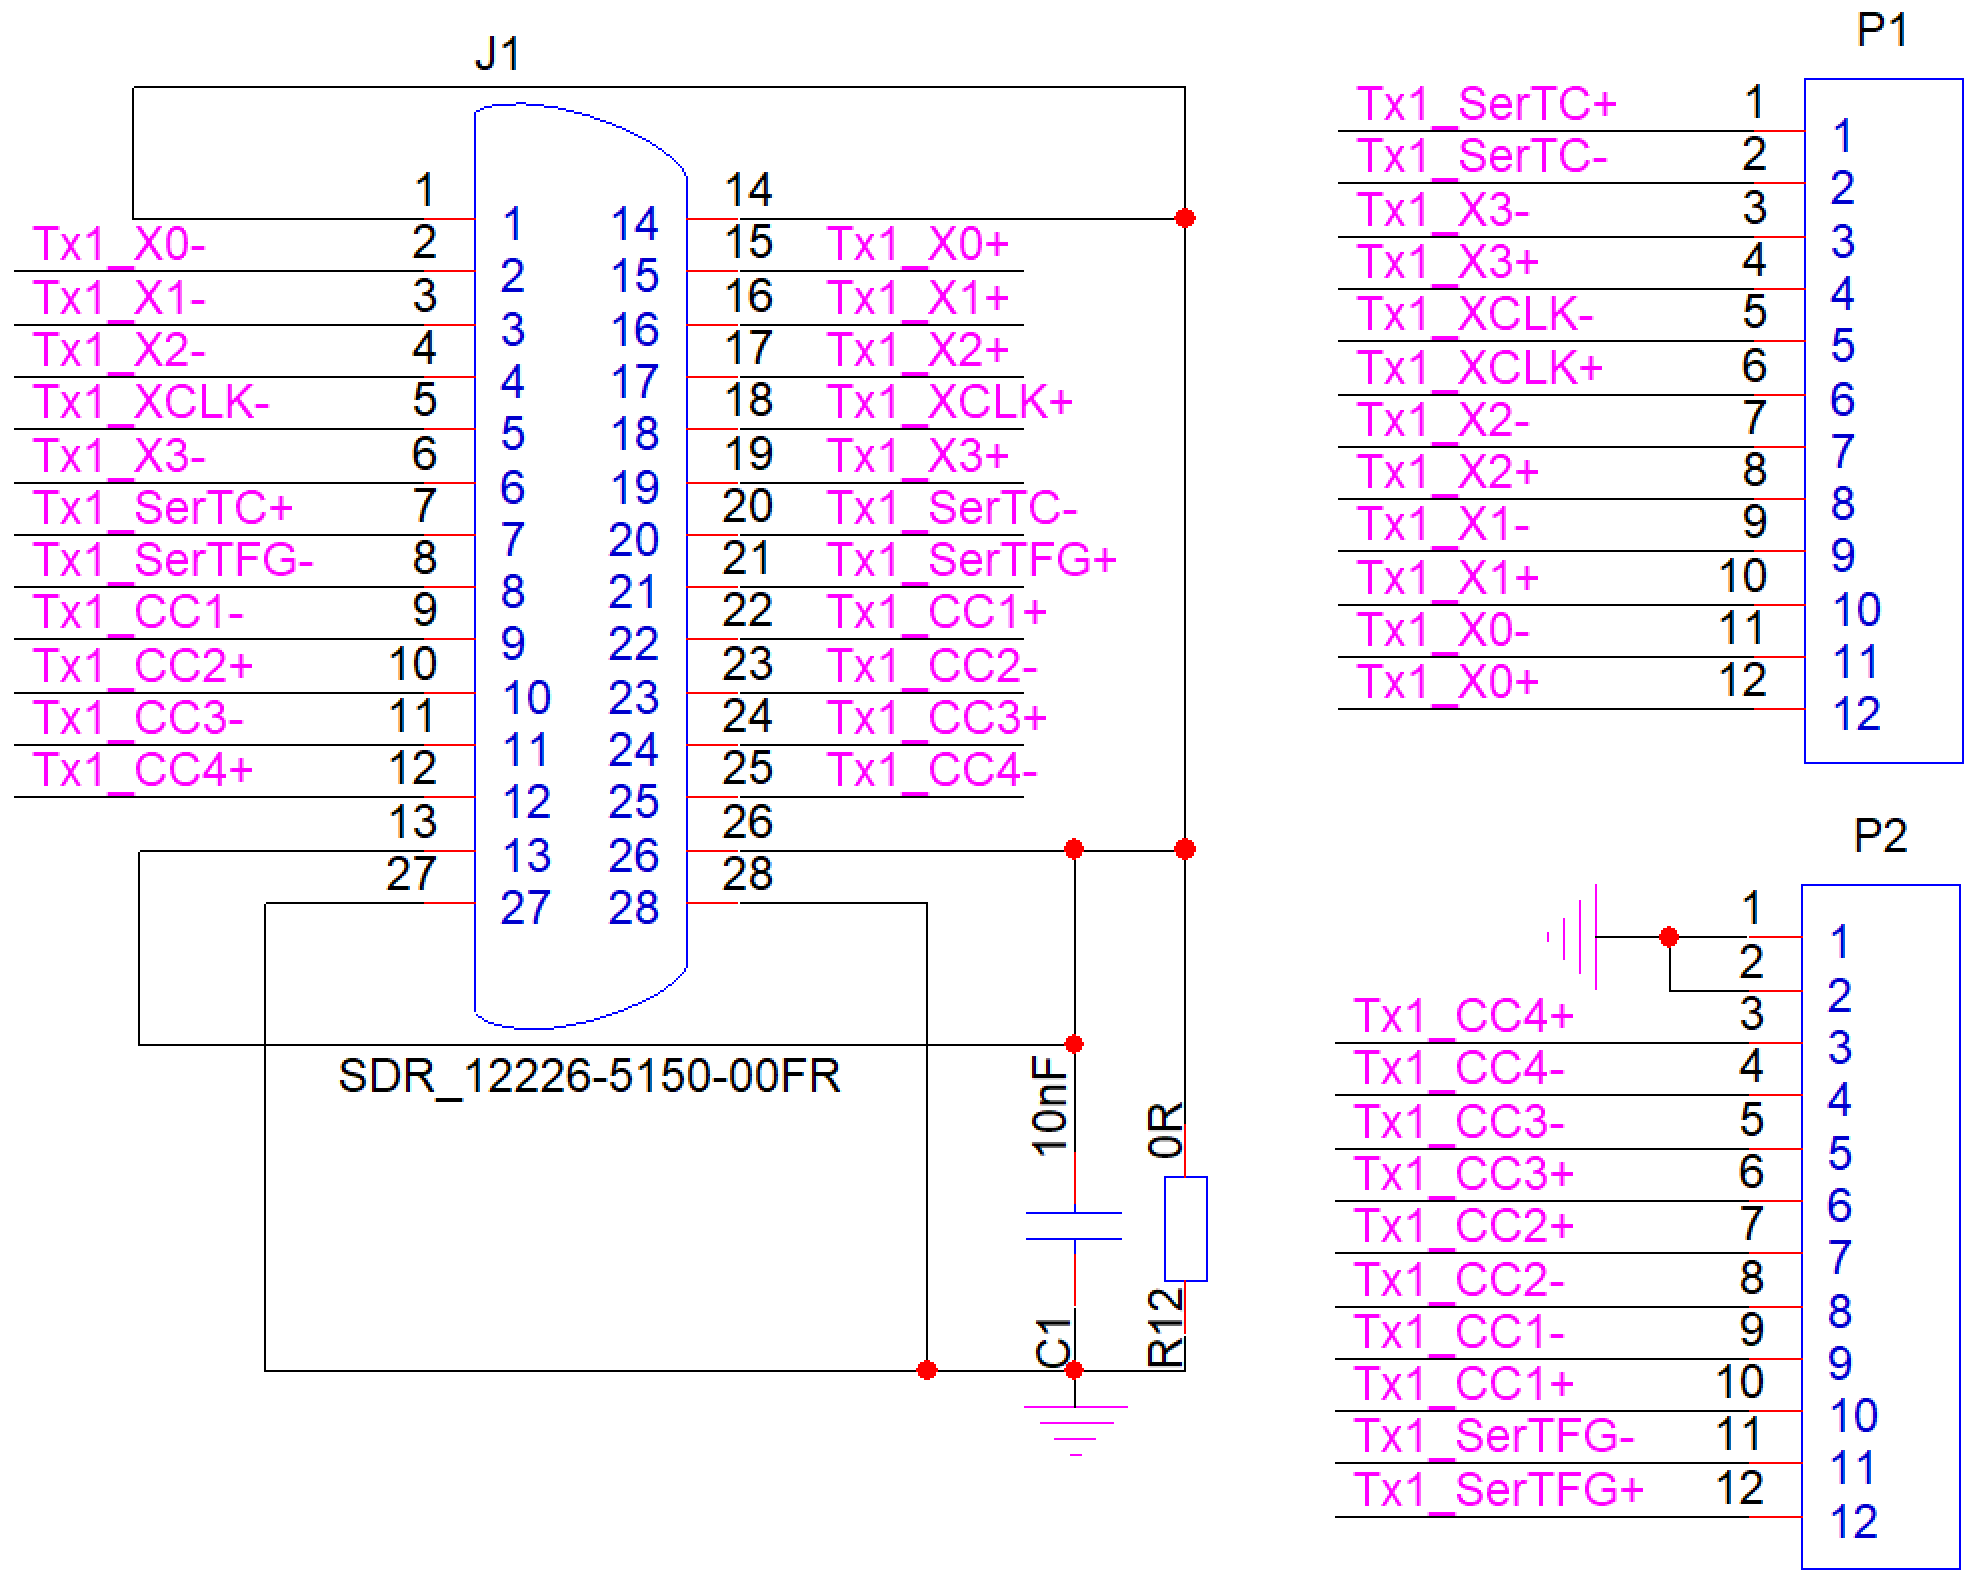 J1
1 1 14 14
Tx1_X0- 2 2 15 15 Tx1_X0+
Tx1_X1- 3 3 16 16 Tx1_X1+
Tx1_X2- 4 4 17 17 Tx1_X2+
Tx1_XCLK- 5 5 18 18 Tx1_XCLK+
Tx1_X3- 6 6 19 19 Tx1_X3+
Tx1_SerTC+ 7 7 20 20 Tx1_SerTC-
Tx1_SerTFG- 8 8 21 21 Tx1_SerTFG+
Tx1_CC1- 9 9 22 22 Tx1_CC1+
Tx1_CC2+ 10 10 23 23 Tx1_CC2-
Tx1_CC3- 11 11 24 24 Tx1_CC3+
Tx1_CC4+ 12 12 25 25 Tx1_CC4-
13 13 26 26
27 27 28 28
SDR_12226-5150-00FR
10nF
C1
0R
R12
P1
Tx1_SerTC+ 1 1
Tx1_SerTC- 2 2
Tx1_X3- 3 3
Tx1_X3+ 4 4
Tx1_XCLK- 5 5
Tx1_XCLK+ 6 6
Tx1_X2- 7 7
Tx1_X2+ 8 8
Tx1_X1- 9 9
Tx1_X1+ 10 10
Tx1_X0- 11 11
Tx1_X0+ 12 12
P2
1 1
2 2
Tx1_CC4+ 3 3
Tx1_CC4- 4 4
Tx1_CC3- 5 5
Tx1_CC3+ 6 6
Tx1_CC2+ 7 7
Tx1_CC2- 8 8
Tx1_CC1- 9 9
Tx1_CC1+ 10 10
Tx1_SerTFG- 11 11
Tx1_SerTFG+ 12 12